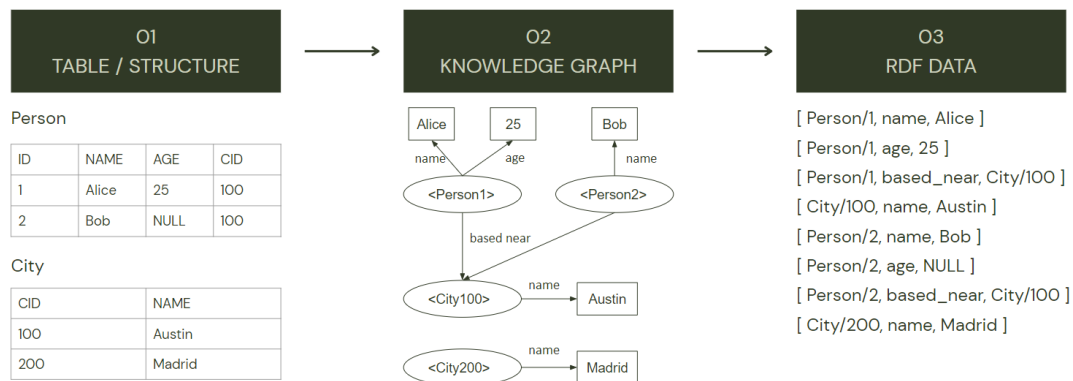 01
TABLE / STRUCTURE
Person
ID NAME AGE CID
1 Alice 25 100
2 Bob NULL 100
City
CID NAME
100 Austin
200 Madrid
02
KNOWLEDGE GRAPH
Alice 25 Bob
name age name
<Person1> <Person2>
based near
name
<City100> Austin
name
<City200> Madrid
03
RDF DATA
[ Person/1, name, Alice ]
[ Person/1, age, 25 ]
[ Person/1, based_near, City/100 ]
[ City/100, name, Austin ]
[ Person/2, name, Bob ]
[ Person/2, age, NULL ]
[ Person/2, based_near, City/100 ]
[ City/200, name, Madrid ]